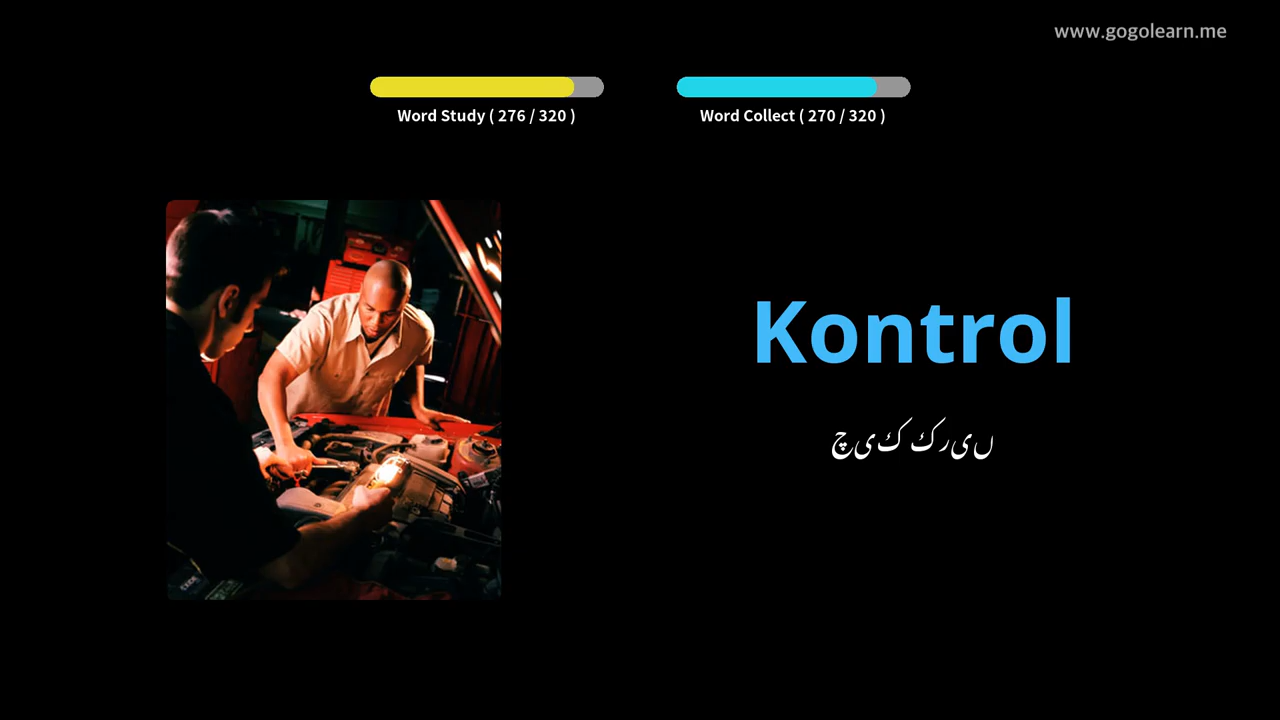 www.gogolearn.me
Word Study ( 276 / 320 )
Word Collect ( 270 / 320 )
Kontrol
چیک کریں